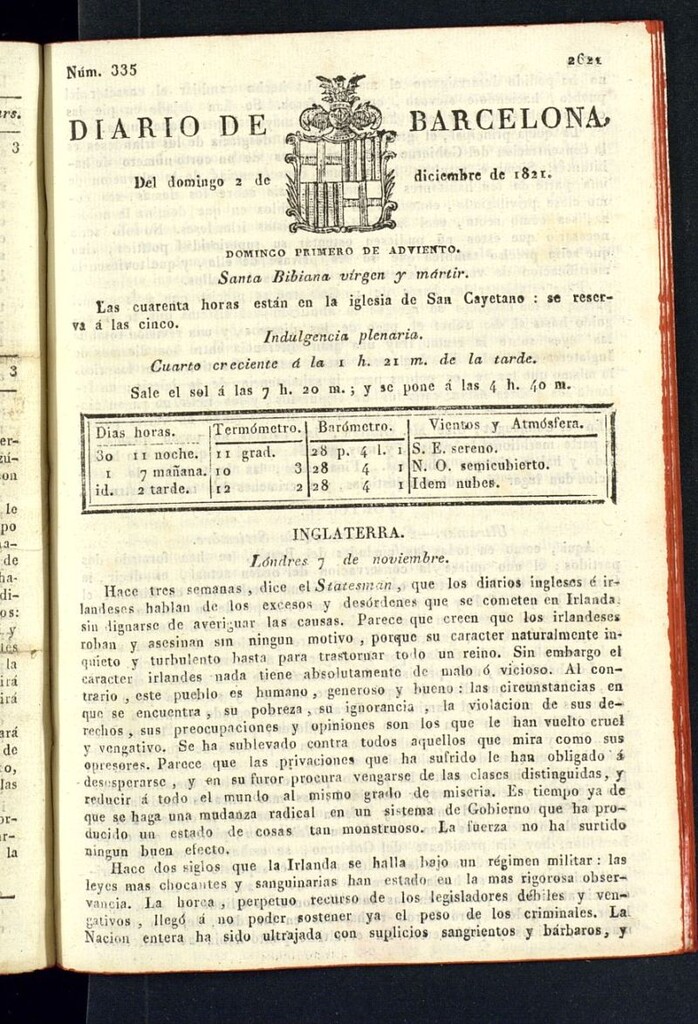 Núm. 335
2621
DIARIO DE BARCELONA,
Del domingo 2 de diciembre de 1821.
DOMINGO PRIMERO DE ADVIENTO.
Santa Bibiana vírgen y mártir.
Las cuarenta horas están en la iglesia de San Cayetano : se reser-
va á las cinco.
Indulgencia plenaria.
Cuarto creciente á la 1 h. 21 m. de la tarde.
Sale el sol á las 7 h. 20 m. ; y se pone á las 4 h. 40 m.
Dias horas. Termómetro. Barómetro. Vientos y Atmósfera.
30 11 noche. 11 grad. 28 p. 4 l. 1 S. E. sereno.
1 7 mañana. 10 3 28 4 1 N. O. semicubierto.
id. 2 tarde. 12 2 28 4 1 Idem nubes.
INGLATERRA.
Lóndres 7 de noviembre.
Hace tres semanas , dice el Statesman , que los diarios ingleses é ir-
landeses hablan de los excesos y desórdenes que se cometen en Irlanda.
sin dignarse de averiguar las causas. Parece que creen que los irlandeses
roban y asesinan sin ningun motivo , porque su caracter naturalmente in-
quieto y turbulento basta para trastornar todo un reino. Sin embargo el
caracter irlandes nada tiene absolutamente de malo ó vicioso. Al con-
trario , este pueblo es humano , generoso y bueno : las circunstancias en
que se encuentra , su pobreza , su ignorancia , la violacion de sus de-
rechos , sus preocupaciones y opiniones son los que le han vuelto cruel
y vengativo. Se ha sublevado contra todos aquellos que mira como sus
opresores. Parece que las privaciones que ha sufrido le han obligado á
desesperarse , y en su furor procura vengarse de las clases distinguidas, y
reducir á todo el mundo al mismo grado de miseria. Es tiempo ya de
que se haga una mudanza radical en un sistema de Gobierno que ha pro-
ducido un estado de cosas tan monstruoso. La fuerza no ha surtido
ningun buen efecto.
Hace dos siglos que la Irlanda se halla bajo un régimen militar : las
leyes mas chocantes y sanguinarias han estado en la mas rigorosa obser-
vancia. La horca , perpetuo recurso de los legisladores débiles y ven-
gativos , llegó á no poder sostener ya el peso de los criminales. La
Nacion entera ha sido ultrajada con suplicios sangrientos y bárbaros, y